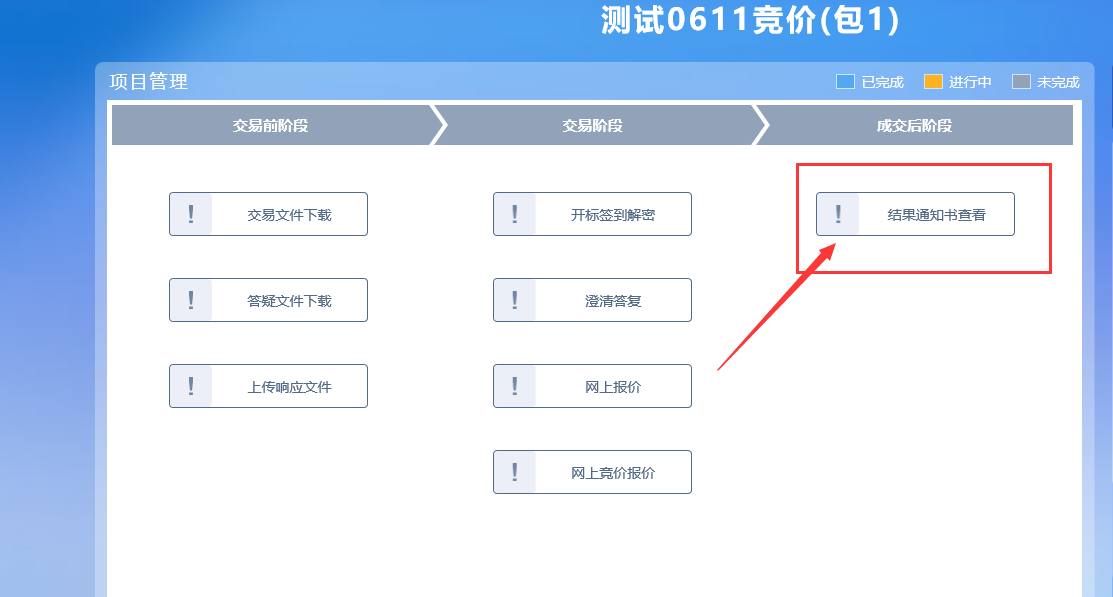 测试0611竞价(包1)
项目管理
已完成 进行中 未完成
交易前阶段 交易阶段 成交后阶段
! 交易文件下载 ! 开标签到解密 ! 结果通知书查看
! 答疑文件下载 ! 澄清答复
! 上传响应文件 ! 网上报价
! 网上竞价报价